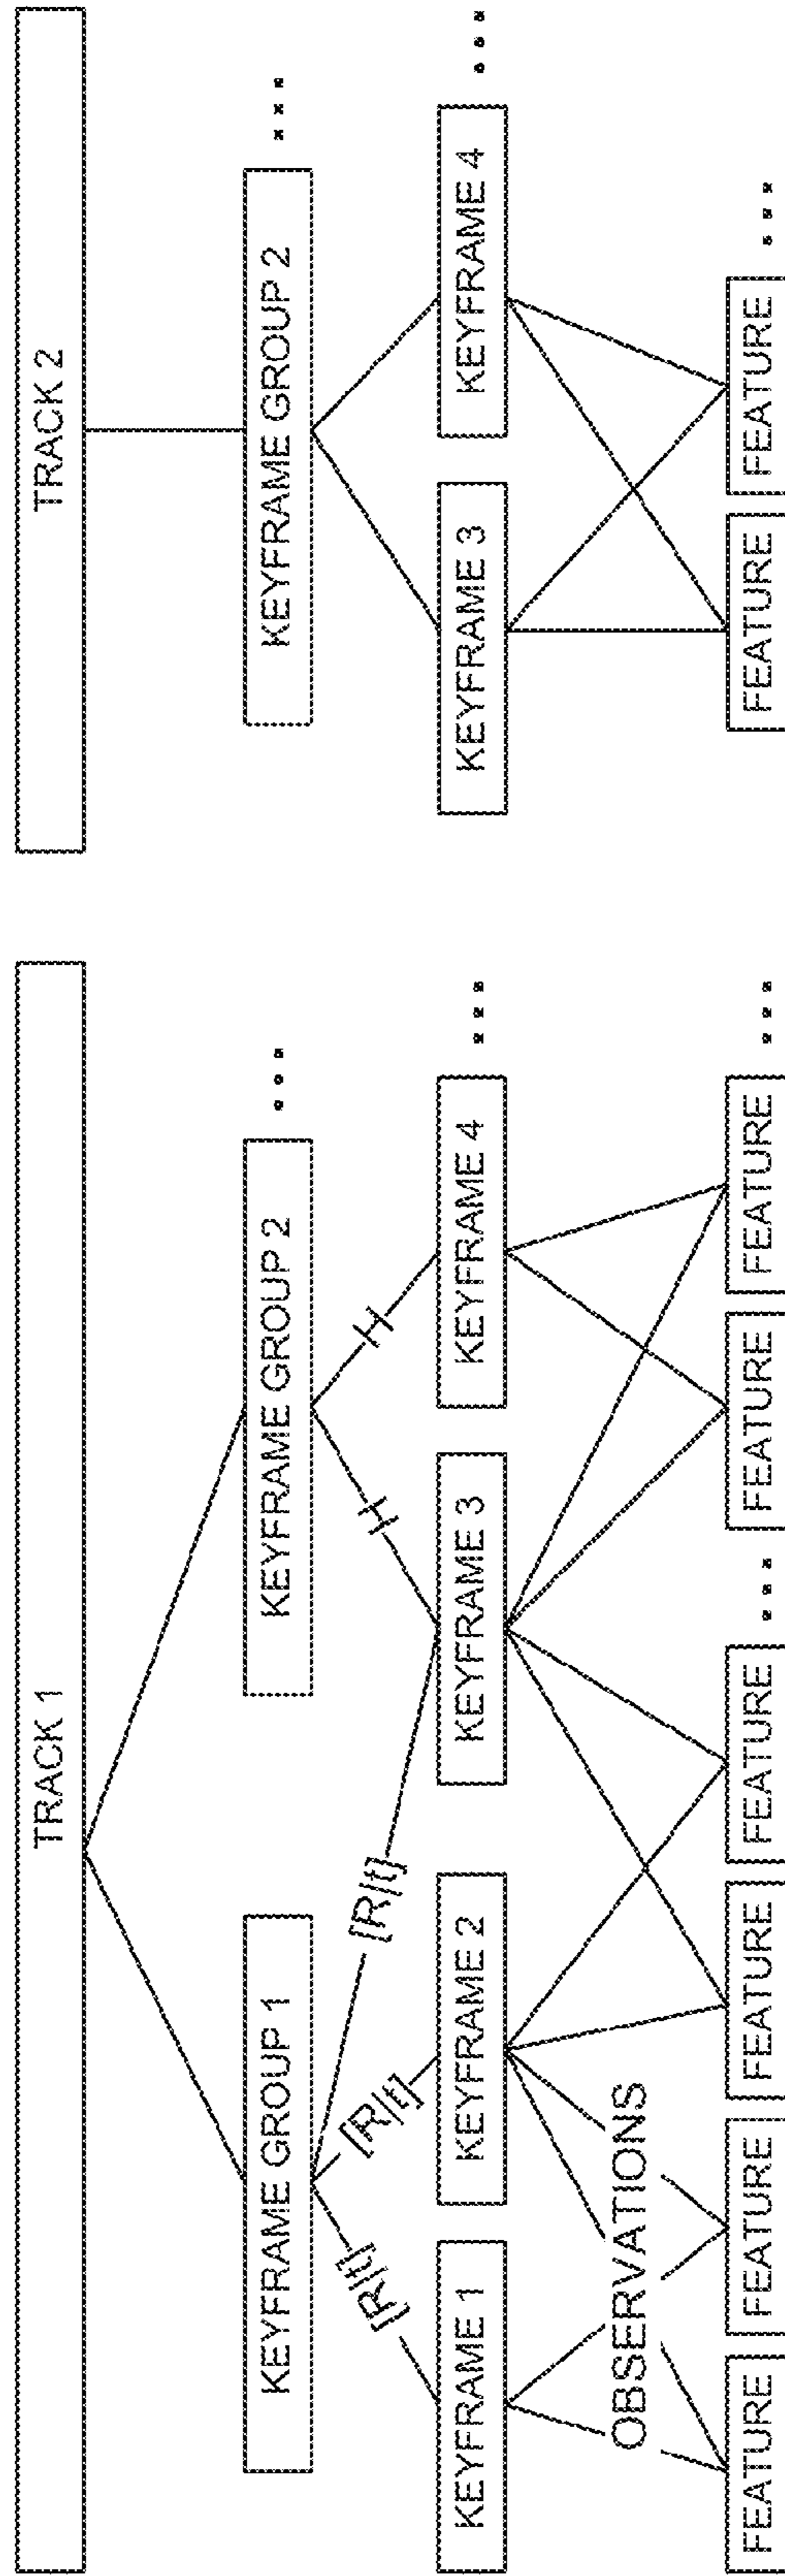 TRACK 1
TRACK 2
KEYFRAME GROUP 1
KEYFRAME GROUP 2
...
KEYFRAME GROUP 2
...
[R|t]
[R|t]
[R|t]
H
H
KEYFRAME 1
KEYFRAME 2
KEYFRAME 3
KEYFRAME 4
...
KEYFRAME 3
KEYFRAME 4
...
OBSERVATIONS
FEATURE
FEATURE
FEATURE
FEATURE
...
FEATURE
FEATURE
...
FEATURE
FEATURE
...